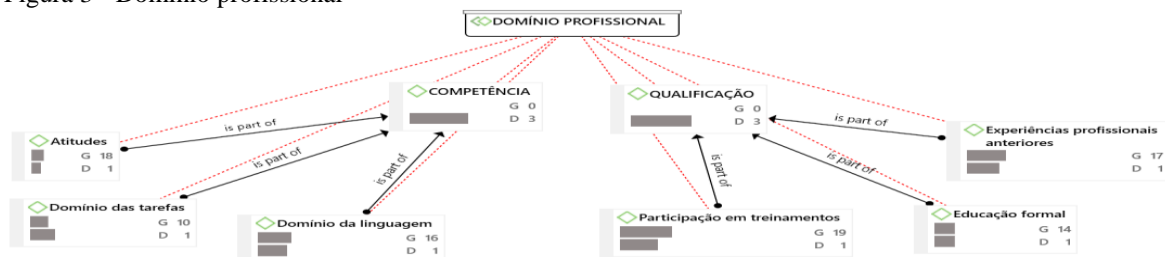 Figura 3 - Domínio profissional
DOMÍNIO PROFISSIONAL
COMPETÊNCIA
G 0
D 3
QUALIFICAÇÃO
G 0
D 3
is part of
is part of
is part of
is part of
is part of
is part of
Atitudes
G 18
D 1
Experiências profissionais
anteriores
G 17
D 1
Domínio das tarefas
G 10
D 1
Domínio da linguagem
G 16
D 1
Participação em treinamentos
G 19
D 1
Educação formal
G 14
D 1